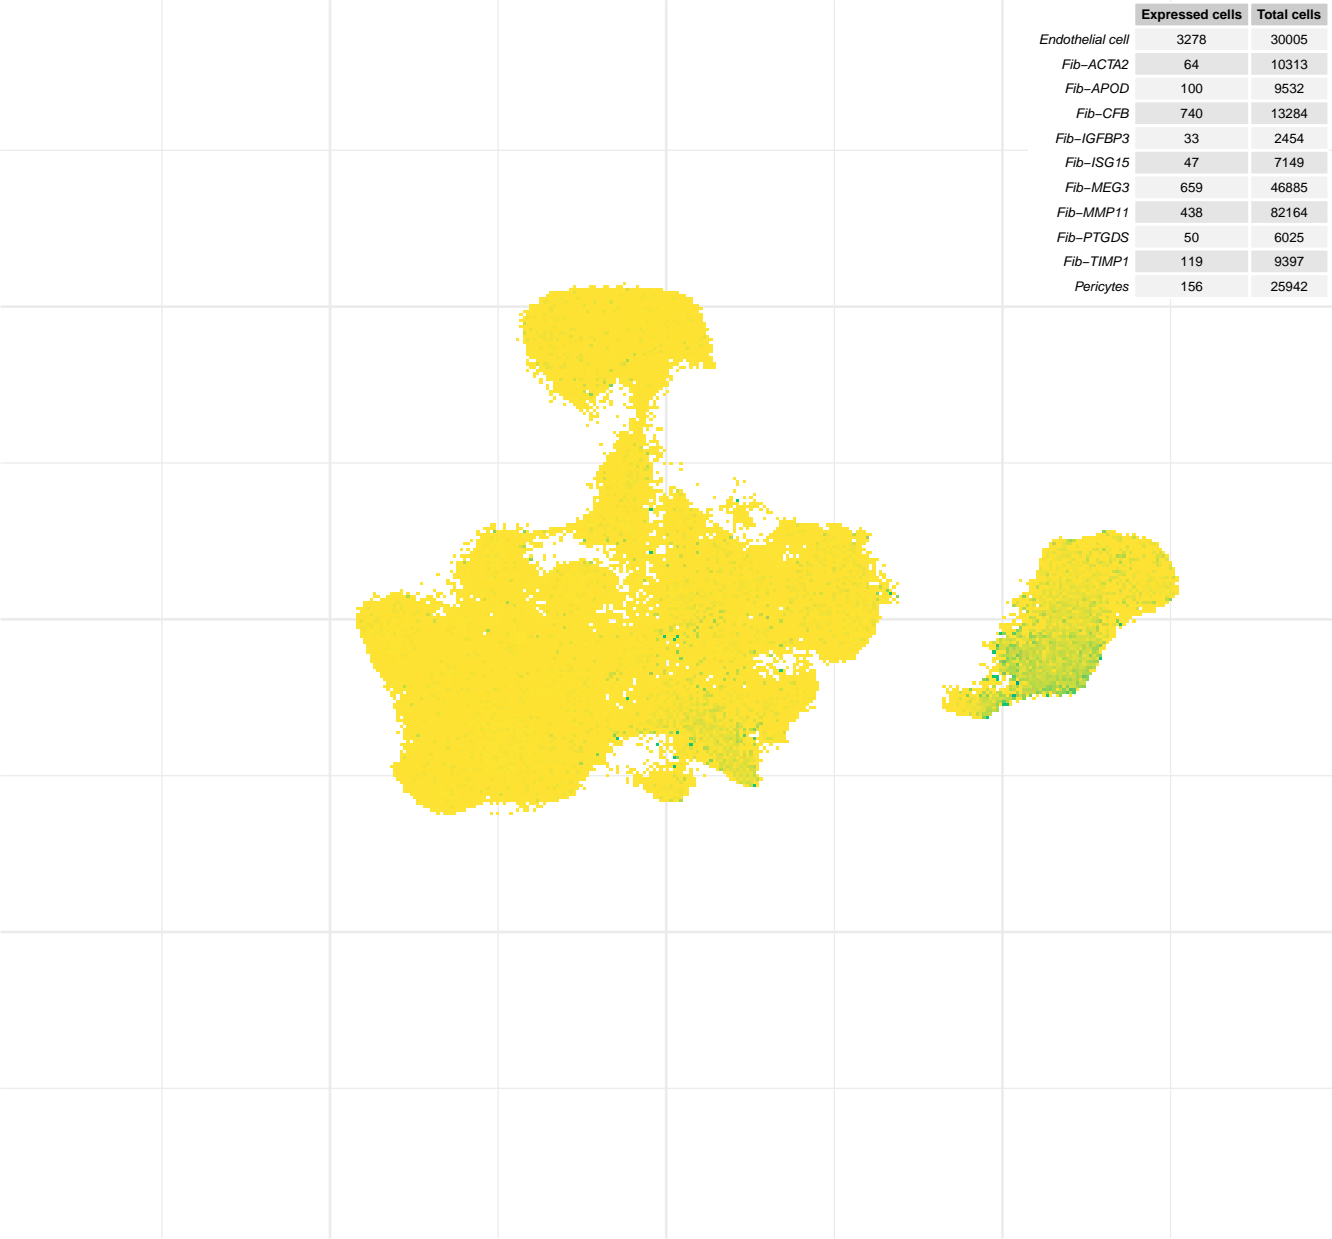 Expressed cells Total cells
Endothelial cell 3278 30005
Fib−ACTA2 64 10313
Fib−APOD 100 9532
Fib−CFB 740 13284
Fib−IGFBP3 33 2454
Fib−ISG15 47 7149
Fib−MEG3 659 46885
Fib−MMP11 438 82164
Fib−PTGDS 50 6025
Fib−TIMP1 119 9397
Pericytes 156 25942